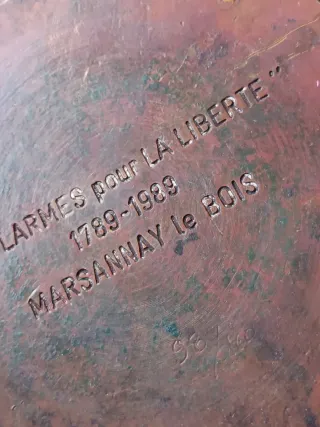 LARMES pour LA LIBERTE"
1789-1989
MARSANNAY le BOIS